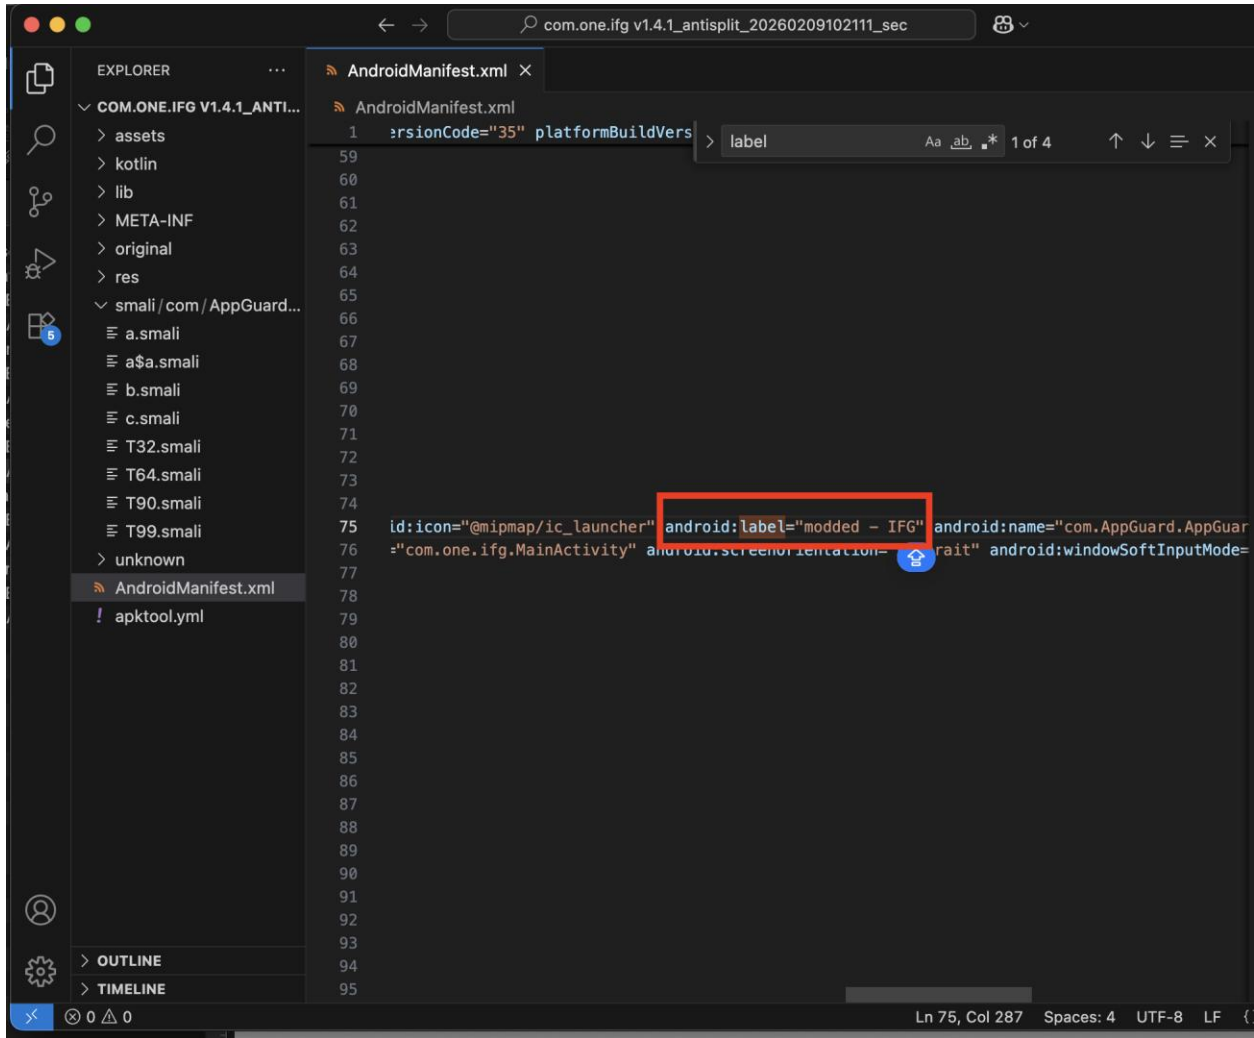 com.one.ifg v1.4.1_antisplit_20260209102111_sec
EXPLORER
COM.ONE.IFG V1.4.1_ANTI...
assets
kotlin
lib
META-INF
original
res
smali/com/AppGuard...
a.smali
a$a.smali
b.smali
c.smali
T32.smali
T64.smali
T90.smali
T99.smali
unknown
AndroidManifest.xml
! apktool.yml
OUTLINE
TIMELINE
5
AndroidManifest.xml
AndroidManifest.xml
label Aa ab 1 of 4
1 ersionCode="35" platformBuildVers
59
60
61
62
63
64
65
66
67
68
69
70
71
72
73
74
75 id:icon="@mipmap/ic_launcher" android:label="modded – IFG" android:name="com.AppGuard.AppGuar
76 ="com.one.ifg.MainActivity" android:screenOrientation= rait" android:windowSoftInputMode=
77
78
79
80
81
82
83
84
85
86
87
88
89
90
91
92
93
94
95
0 0 Ln 75, Col 287 Spaces: 4 UTF-8 LF {